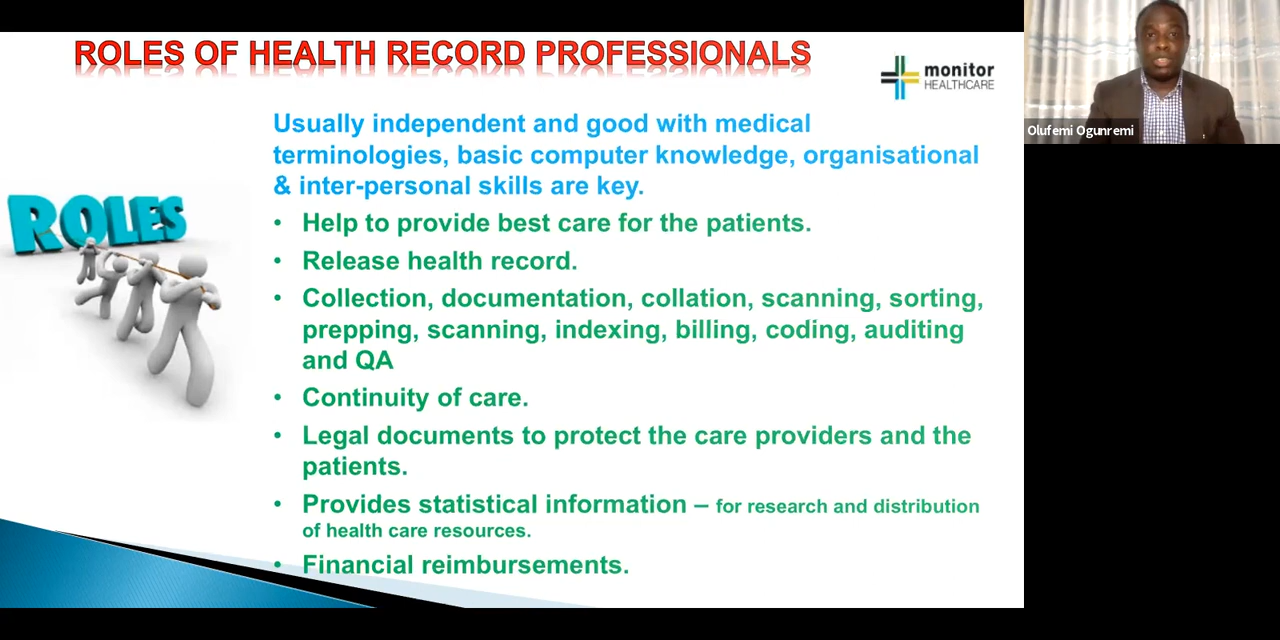 ROLES OF HEALTH RECORD PROFESSIONALS
monitor
HEALTHCARE
Olufemi Ogunremi
Usually independent and good with medical
terminologies, basic computer knowledge, organisational
& inter-personal skills are key.
ROLES
• Help to provide best care for the patients.
• Release health record.
• Collection, documentation, collation, scanning, sorting,
prepping, scanning, indexing, billing, coding, auditing
and QA
• Continuity of care.
• Legal documents to protect the care providers and the
patients.
• Provides statistical information – for research and distribution
of health care resources.
• Financial reimbursements.